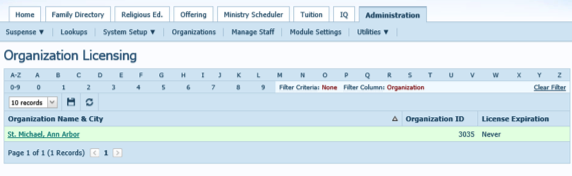 Home Family Directory Religious Ed. Offering Ministry Scheduler Tuition IQ Administration
Suspense ▼ Lookups System Setup ▼ Organizations Manage Staff Module Settings Utilities ▼
Organization Licensing
A-Z A B C D E F G H I J K L M N O P Q R S T U V W X Y Z
0-9 0 1 2 3 4 5 6 7 8 9 Filter Criteria: None Filter Column: Organization Clear Filter
10 records
Organization Name & City Organization ID License Expiration
St. Michael, Ann Arbor 3035 Never
Page 1 of 1 (1 Records) < 1 >